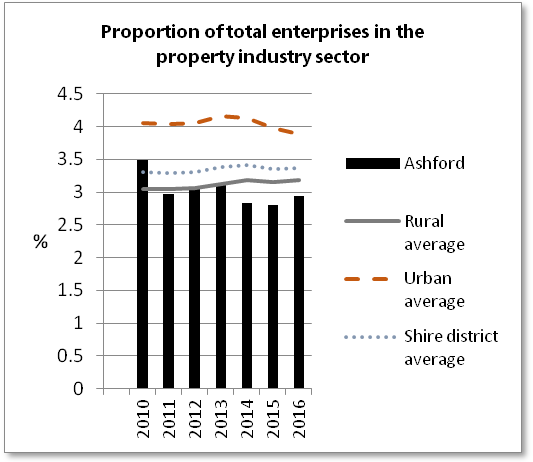 Proportion of total enterprises in the
property industry sector
4.5
4
3.5
3
2.5
2
1.5
1
0.5
0
%
2010
2011
2012
2013
2014
2015
2016
Ashford
Rural
average
Urban
average
Shire district
average